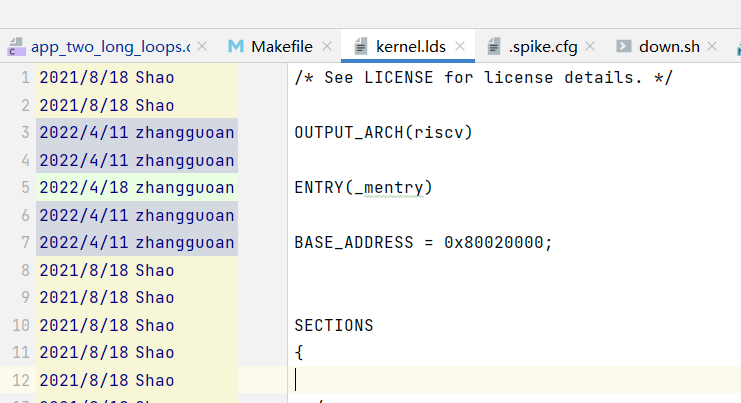 app_two_long_loops.c Makefile kernel.lds .spike.cfg down.sh
1 2021/8/18 Shao /* See LICENSE for license details. */
2 2021/8/18 Shao
3 2022/4/11 zhangguoan OUTPUT_ARCH(riscv)
4 2022/4/11 zhangguoan
5 2022/4/18 zhangguoan ENTRY(_mentry)
6 2022/4/11 zhangguoan
7 2022/4/11 zhangguoan BASE_ADDRESS = 0x80020000;
8 2021/8/18 Shao
9 2021/8/18 Shao
10 2021/8/18 Shao SECTIONS
11 2021/8/18 Shao {
12 2021/8/18 Shao